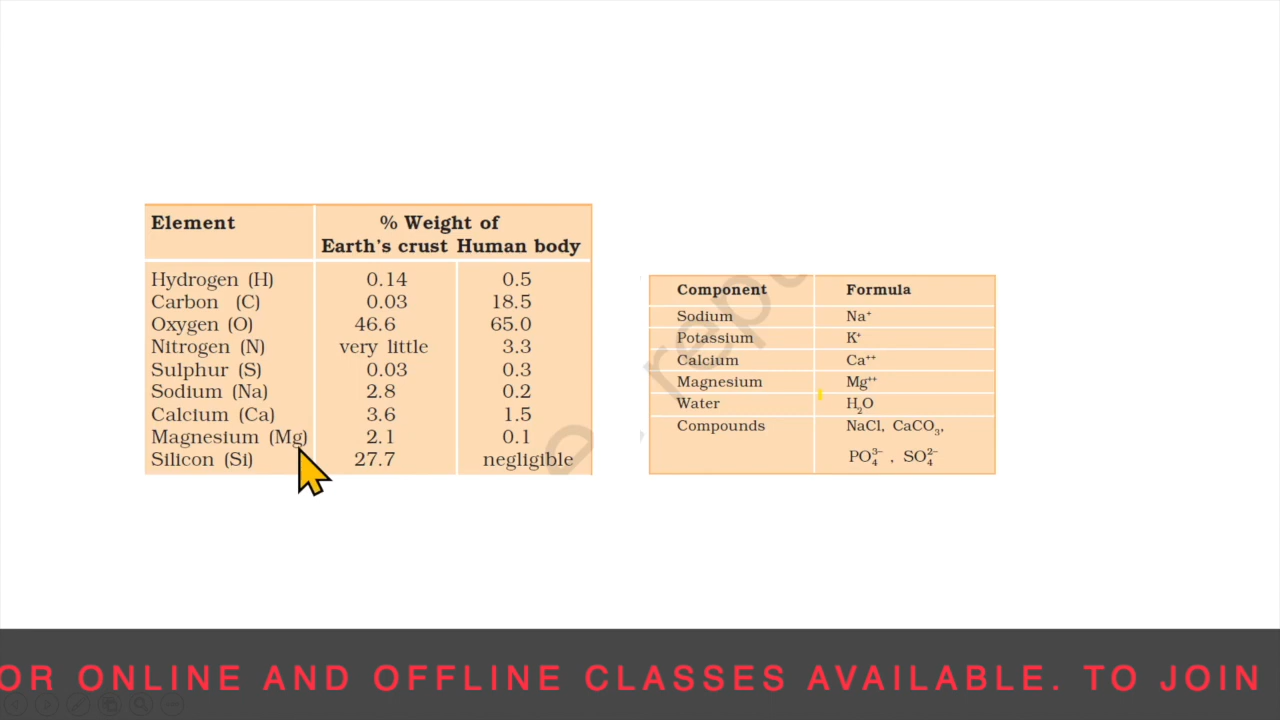 Element % Weight of
Earth's crust Human body
Hydrogen (H) 0.14 0.5
Carbon (C) 0.03 18.5
Oxygen (O) 46.6 65.0
Nitrogen (N) very little 3.3
Sulphur (S) 0.03 0.3
Sodium (Na) 2.8 0.2
Calcium (Ca) 3.6 1.5
Magnesium (Mg) 2.1 0.1
Silicon (Si) 27.7 negligible
Component Formula
Sodium Na⁺
Potassium K⁺
Calcium Ca⁺⁺
Magnesium Mg⁺⁺
Water H₂O
Compounds NaCl, CaCO₃,
PO₄³⁻ , SO₄²⁻
OR ONLINE AND OFFLINE CLASSES AVAILABLE. TO JOIN